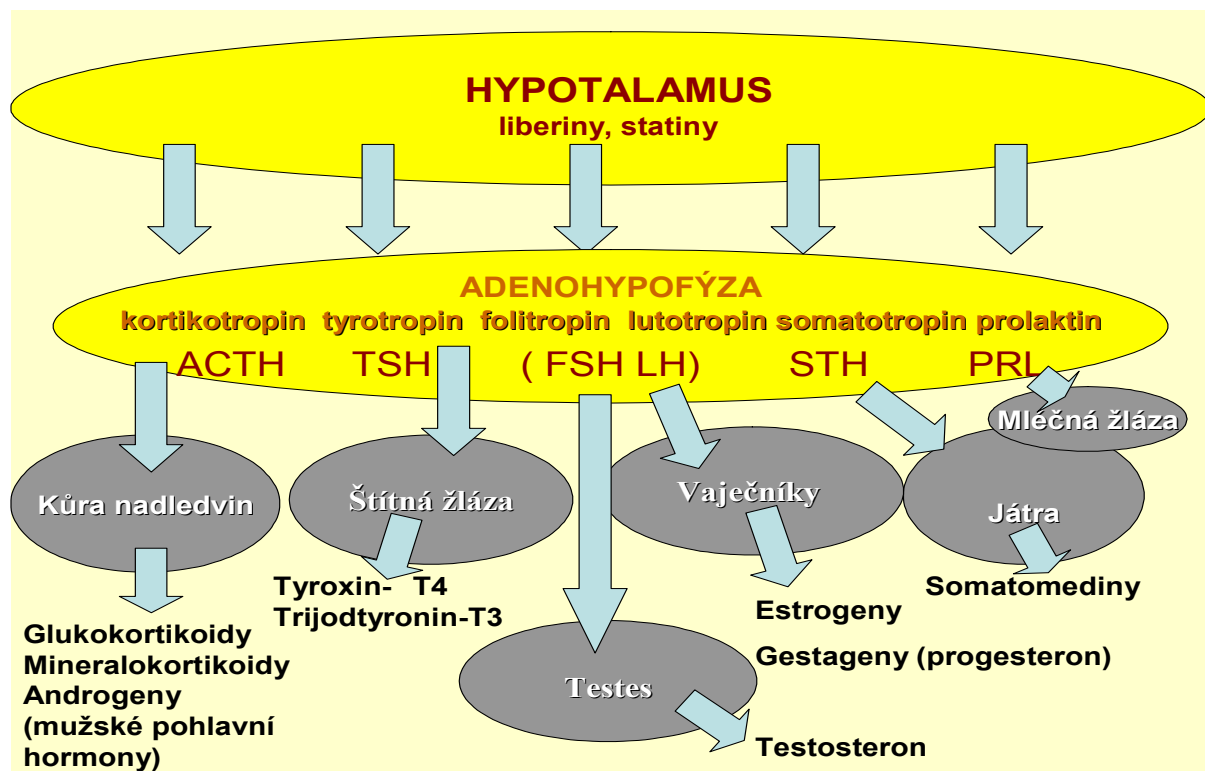 HYPOTALAMUS
liberiny, statiny
ADENOHYPOFÝZA
kortikotropin tyrotropin folitropin lutotropin somatotropin prolaktin
ACTH TSH ( FSH LH) STH PRL
Mléčná žláza
Kůra nadledvin
Štítná žláza
Vaječníky
Játra
Tyroxin- T4
Trijodtyronin-T3
Somatomediny
Estrogeny
Gestageny (progesteron)
Glukokortikoidy
Mineralokortikoidy
Androgeny
(mužské pohlavní
hormony)
Testes
Testosteron